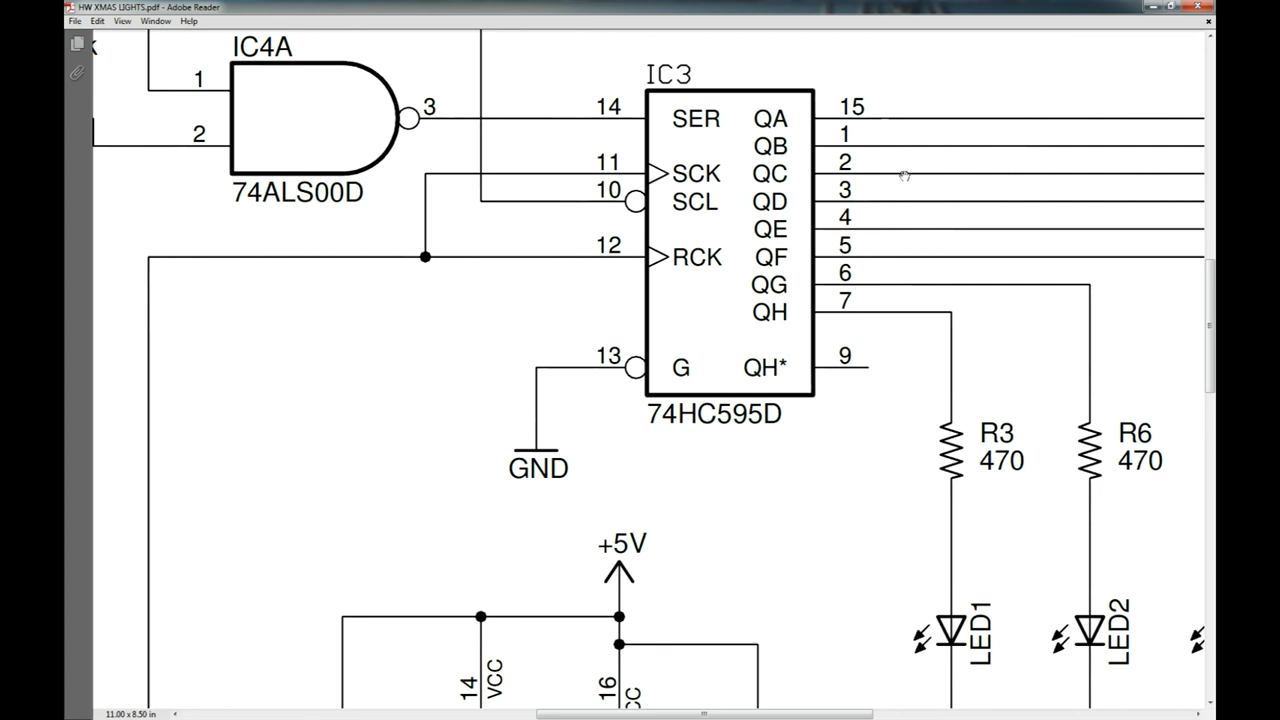 HW XMAS LIGHTS.pdf - Adobe Reader
File Edit View Window Help
IC4A
1
2
3
74ALS00D
IC3
14 SER QA 15
QB 1
11 SCK QC 2
10 SCL QD 3
QE 4
12 RCK QF 5
QG 6
QH 7
13 G QH* 9
74HC595D
GND
R3
470
R6
470
+5V
LED1
LED2
14
VCC
16
CC
11.00 x 8.50 in